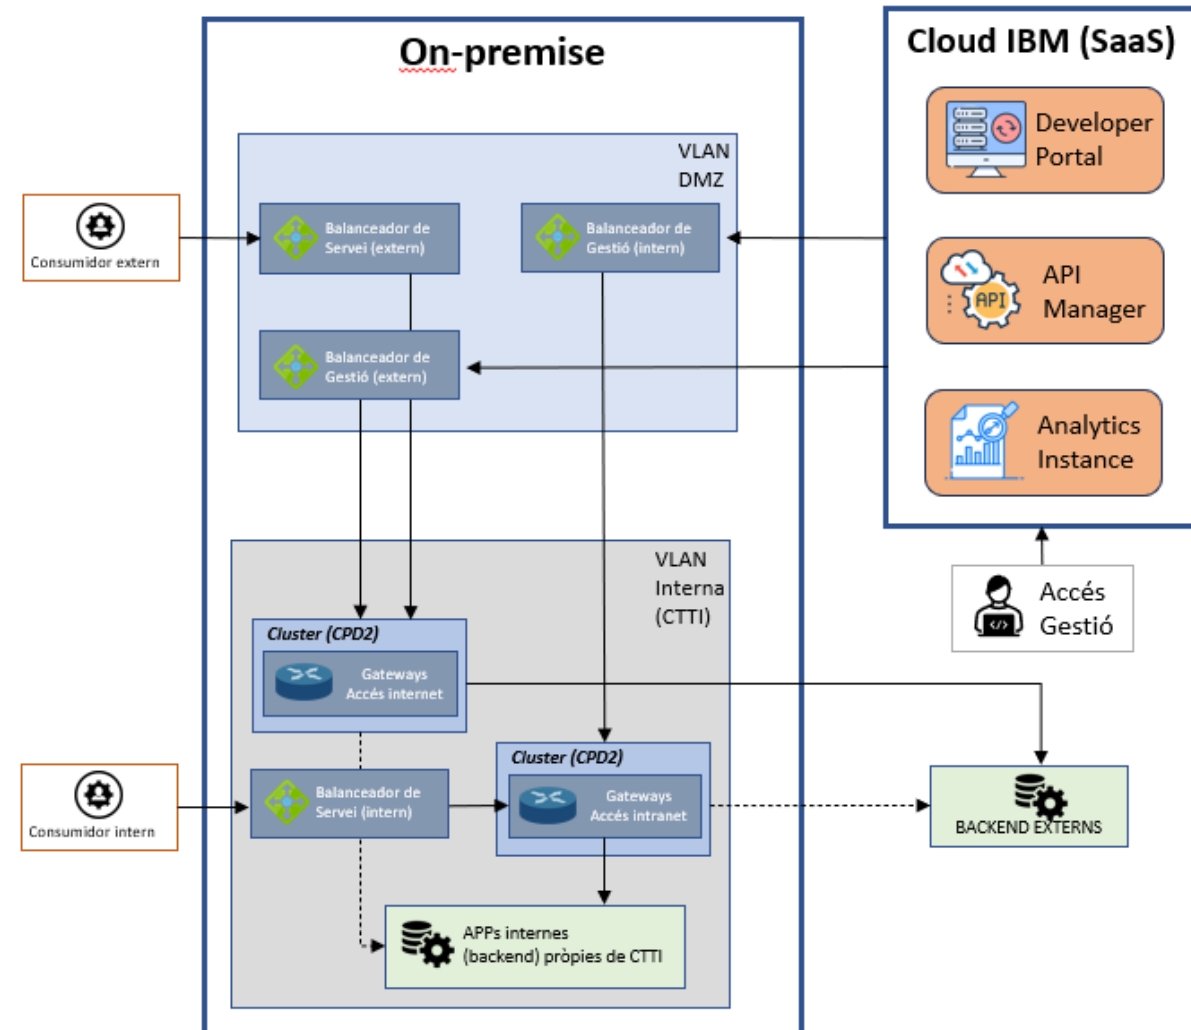 On-premise
Cloud IBM (SaaS)
Developer
Portal
API
API
Manager
Analytics
Instance
VLAN
DMZ
Balanceador de
Servei (extern)
Balanceador de
Gestió (intern)
Consumidor extern
Balanceador de
Gestió (extern)
VLAN
Interna
(CTTI)
Accés
Gestió
Cluster (CPD2)
Gateways
Accés internet
Cluster (CPD2)
Gateways
Accés intranet
Balanceador de
Servei (intern)
Consumidor intern
BACKEND EXTERNS
APPs internes
(backend) pròpies de CTTI